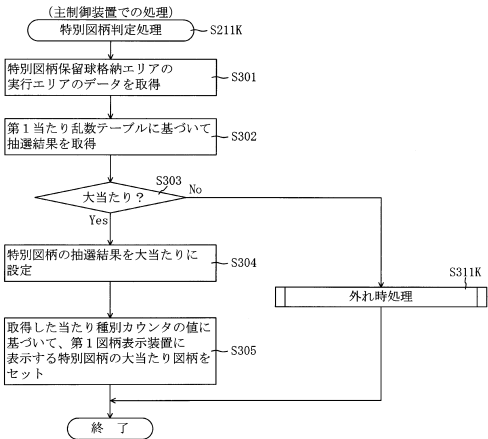 (主制御装置での処理)
特別図柄判定処理
S211K
特別図柄保留球格納エリアの
実行エリアのデータを取得
S301
第1当たり乱数テーブルに基づいて
抽選結果を取得
S302
S303
大当たり?
No
Yes
特別図柄の抽選結果を大当たりに
設定
S304
S311K
外れ時処理
取得した当たり種別カウンタの値に
基づいて、第1図柄表示装置に
表示する特別図柄の大当たり図柄を
セット
S305
終 了